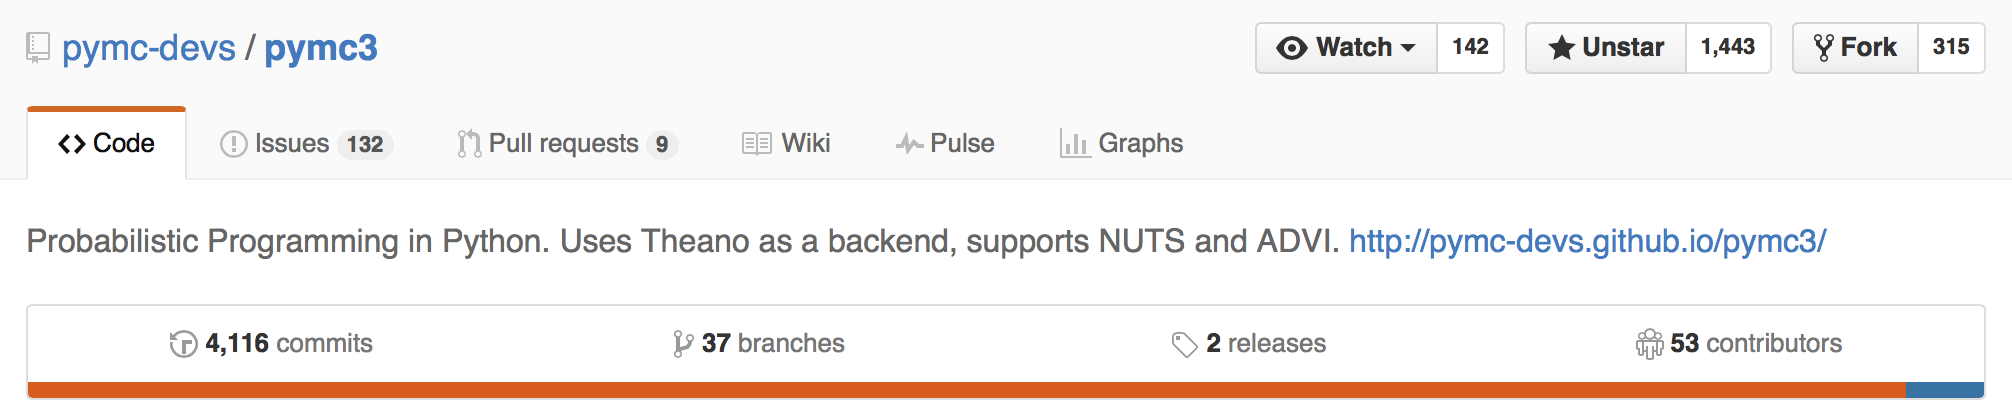 pymc-devs / pymc3 Watch 142 Unstar 1,443 Fork 315
Code Issues 132 Pull requests 9 Wiki Pulse Graphs
Probabilistic Programming in Python. Uses Theano as a backend, supports NUTS and ADVI. http://pymc-devs.github.io/pymc3/
4,116 commits 37 branches 2 releases 53 contributors